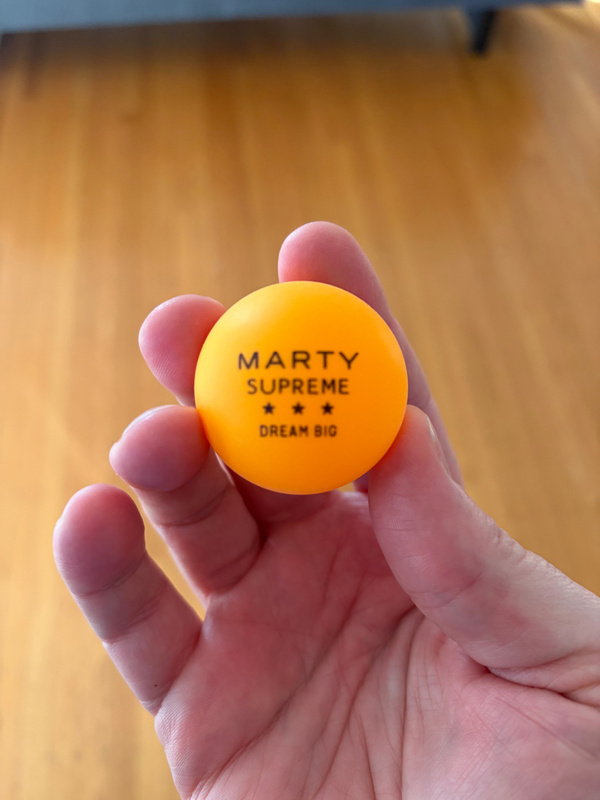 MARTY
SUPREME
★ ★ ★
DREAM BIG